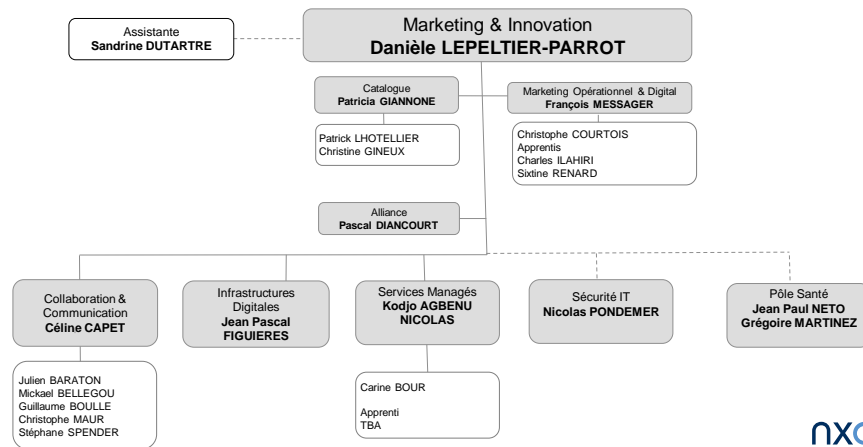 Marketing & Innovation
Danièle LEPELTIER-PARROT
Assistante
Sandrine DUTARTRE
Catalogue
Patricia GIANNONE
Marketing Opérationnel & Digital
François MESSAGER
Patrick LHOTELLIER
Christine GINEUX
Christophe COURTOIS
Apprentis
Charles ILAHIRI
Sixtine RENARD
Alliance
Pascal DIANCOURT
Collaboration &
Communication
Céline CAPET
Infrastructures
Digitales
Jean Pascal
FIGUIERES
Services Managés
Kodjo AGBENU
NICOLAS
Sécurité IT
Nicolas PONDEMER
Pôle Santé
Jean Paul NETO
Grégoire MARTINEZ
Julien BARATON
Mickael BELLEGOU
Guillaume BOULLE
Christophe MAUR
Stéphane SPENDER
Carine BOUR
Apprenti
TBA